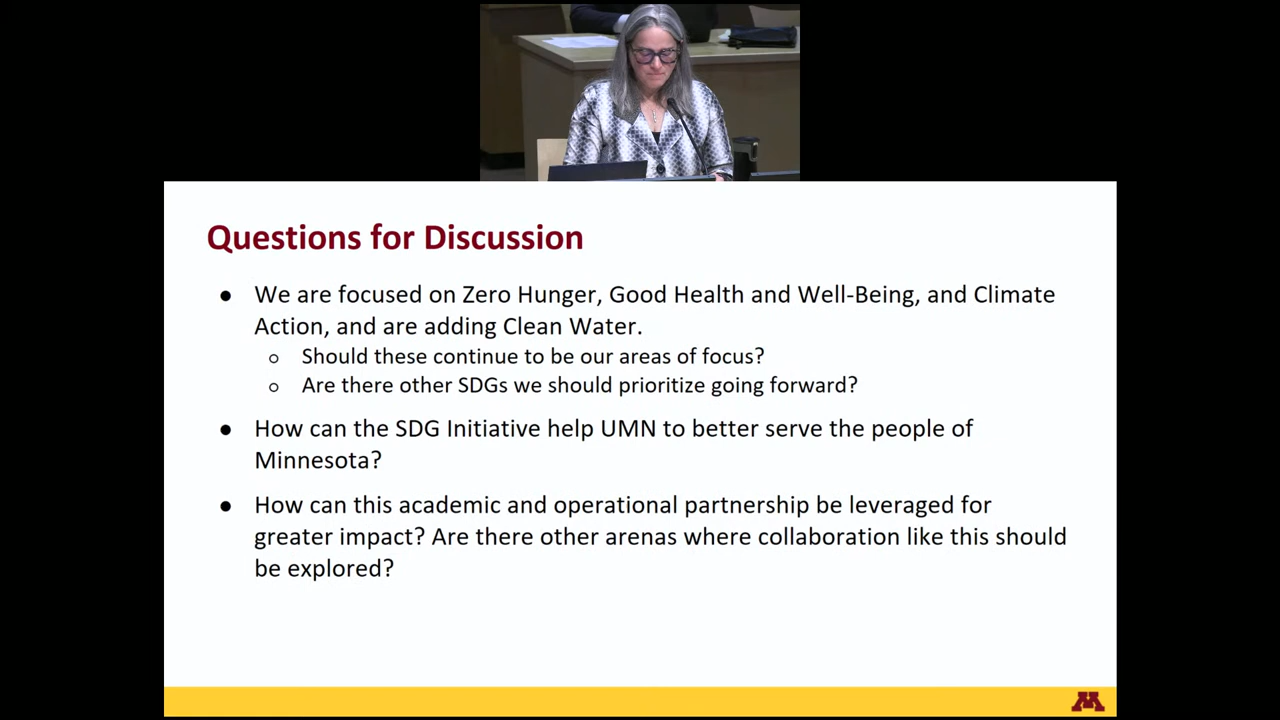 Questions for Discussion
● We are focused on Zero Hunger, Good Health and Well-Being, and Climate
Action, and are adding Clean Water.
○ Should these continue to be our areas of focus?
○ Are there other SDGs we should prioritize going forward?
● How can the SDG Initiative help UMN to better serve the people of
Minnesota?
● How can this academic and operational partnership be leveraged for
greater impact? Are there other arenas where collaboration like this should
be explored?
M